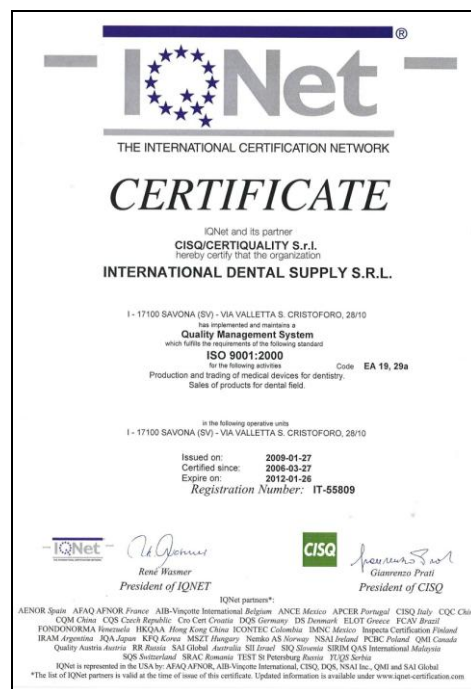 IQNet ®
THE INTERNATIONAL CERTIFICATION NETWORK
CERTIFICATE
IQNet and its partner
CISQ/CERTIQUALITY S.r.l.
hereby certify that the organization
INTERNATIONAL DENTAL SUPPLY S.R.L.
I - 17100 SAVONA (SV) - VIA VALLETTA S. CRISTOFORO, 28/10
has implemented and maintains a
Quality Management System
which fulfills the requirements of the following standard
ISO 9001:2000
for the following activities Code EA 19, 29a
Production and trading of medical devices for dentistry.
Sales of products for dental field.
in the following operative units
I - 17100 SAVONA (SV) - VIA VALLETTA S. CRISTOFORO, 28/10
Issued on: 2009-01-27
Certified since: 2006-03-27
Expire on: 2012-01-26
Registration Number: IT-55809
IQNet CISQ
René Wasmer Gianrenzo Prati
President of IQNET President of CISQ
IQNet partners*:
AENOR Spain AFAQ AFNOR France AIB-Vinçotte International Belgium ANCE Mexico APCER Portugal CISQ Italy CQC China
CQM China CQS Czech Republic Cro Cert Croatia DQS Germany DS Denmark ELOT Greece FCAV Brazil
FONDONORMA Venezuela HKQAA Hong Kong China ICONTEC Colombia IMNC Mexico Inspecta Certification Finland
IRAM Argentina JQA Japan KFQ Korea MSZT Hungary Nemko AS Norway NSAI Ireland PCBC Poland QMI Canada
Quality Austria Austria RR Russia SAI Global Australia SII Israel SIQ Slovenia SIRIM QAS International Malaysia
SQS Switzerland SRAC Romania TEST St Petersburg Russia YUQS Serbia
IQNet is represented in the USA by: AFAQ AFNOR, AIB-Vinçotte International, CISQ, DQS, NSAI Inc., QMI and SAI Global
*The list of IQNet partners is valid at the time of issue of this certificate. Updated information is available under www.iqnet-certification.com